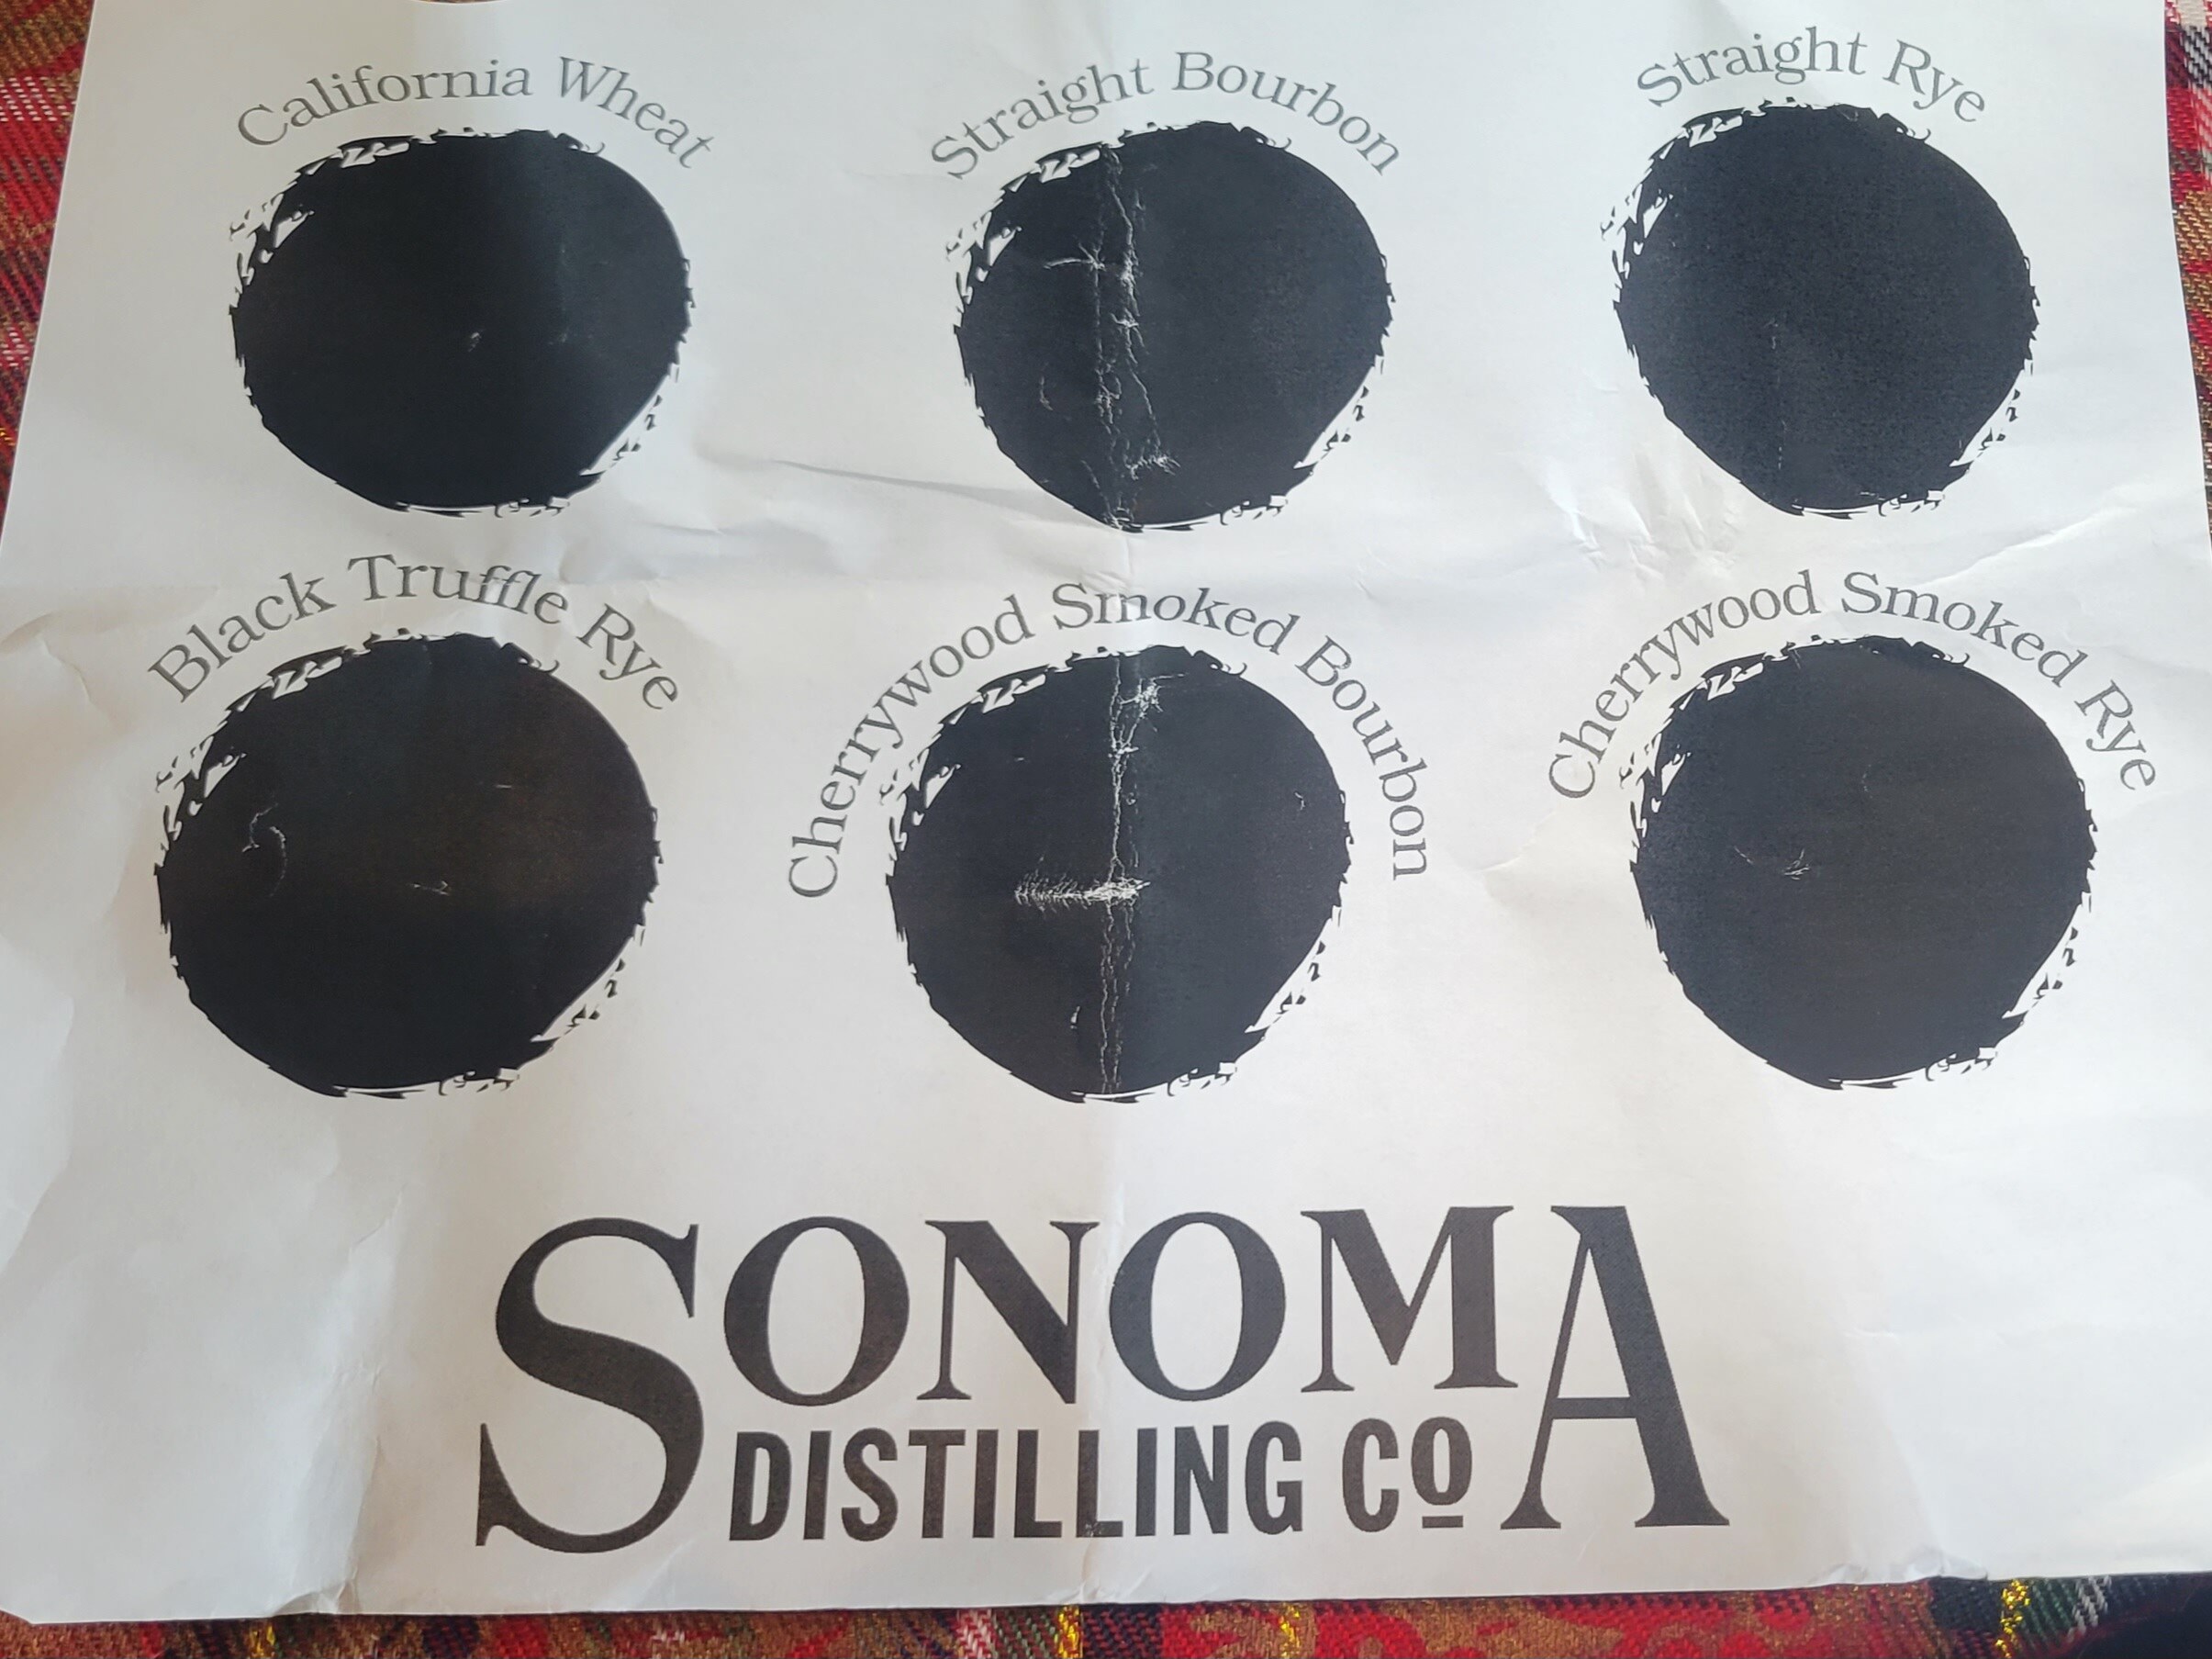 California Wheat
Straight Bourbon
Straight Rye
Black Truffle Rye
Cherrywood Smoked Bourbon
Cherrywood Smoked Rye
SONOMA
DISTILLING Cº